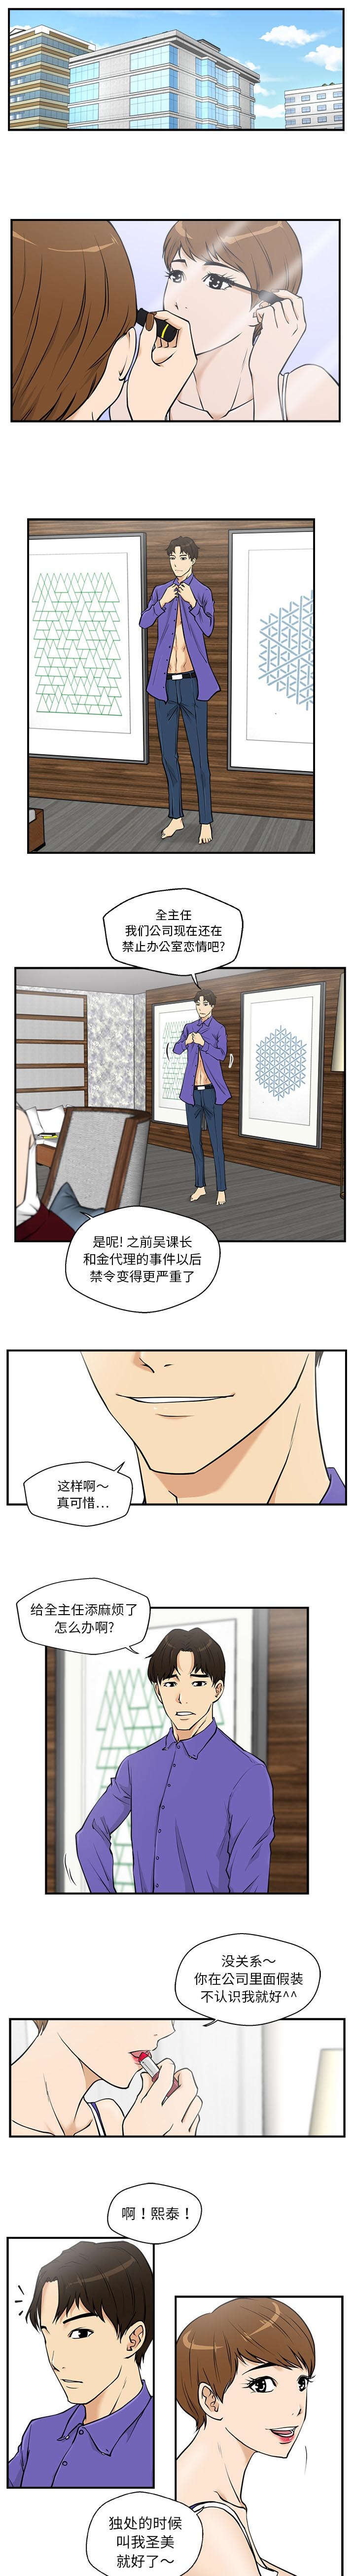 全主任
我们公司现在还在
禁止办公室恋情吧?
是呢! 之前吴课长
和金代理的事件以后
禁令变得更严重了
这样啊～
真可惜...
给全主任添麻烦了
怎么办啊?
没关系～
你在公司里面假装
不认识我就好^^
啊！熙泰！
独处的时候
叫我圣美
就好了～